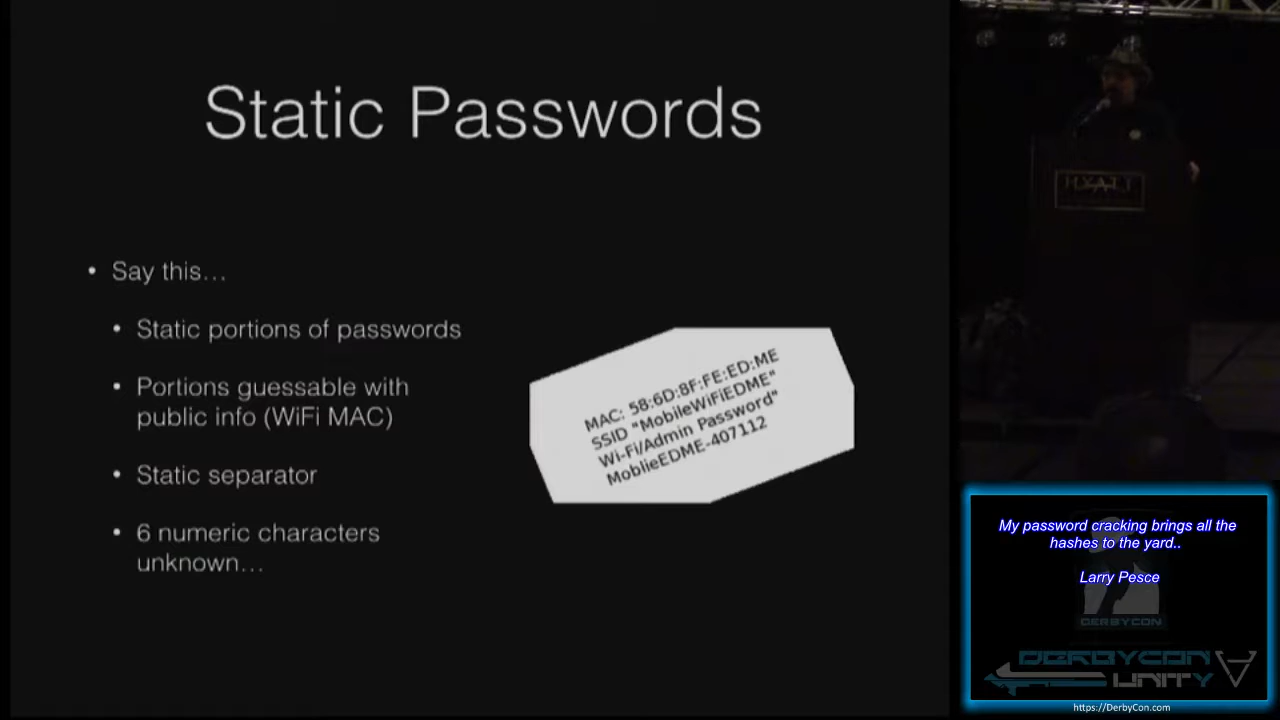 Static Passwords
• Say this…
• Static portions of passwords
• Portions guessable with
public info (WiFi MAC)
• Static separator
• 6 numeric characters
unknown…
MAC: 58:6D:8F:FE:ED:ME
SSID "MobileWiFiEDME"
Wi-Fi/Admin Password"
MoblieEDME-407112
HYATT
My password cracking brings all the
hashes to the yard..
Larry Pesce
DERBYCON
DERBYCON
UNITY
https://DerbyCon.com